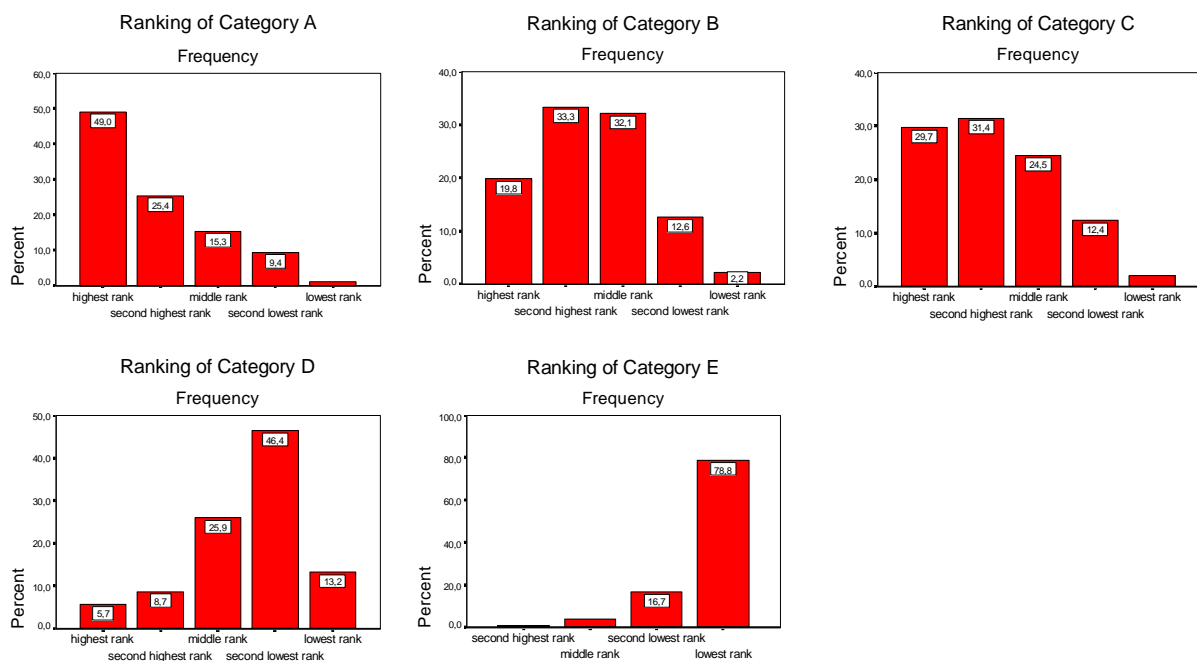 Ranking of Category A
Frequency
60,0
50,0
40,0
30,0
20,0
10,0
0,0
Percent
49,0
25,4
15,3
9,4
highest rank
second highest rank
middle rank
second lowest rank
lowest rank
Ranking of Category B
Frequency
40,0
30,0
20,0
10,0
0,0
Percent
19,8
33,3
32,1
12,6
2,2
highest rank
second highest rank
middle rank
second lowest rank
lowest rank
Ranking of Category C
Frequency
40,0
30,0
20,0
10,0
0,0
Percent
29,7
31,4
24,5
12,4
highest rank
second highest rank
middle rank
second lowest rank
lowest rank
Ranking of Category D
Frequency
50,0
40,0
30,0
20,0
10,0
0,0
Percent
5,7
8,7
25,9
46,4
13,2
highest rank
second highest rank
middle rank
second lowest rank
lowest rank
Ranking of Category E
Frequency
100,0
80,0
60,0
40,0
20,0
0,0
Percent
16,7
78,8
second highest rank
middle rank
second lowest rank
lowest rank